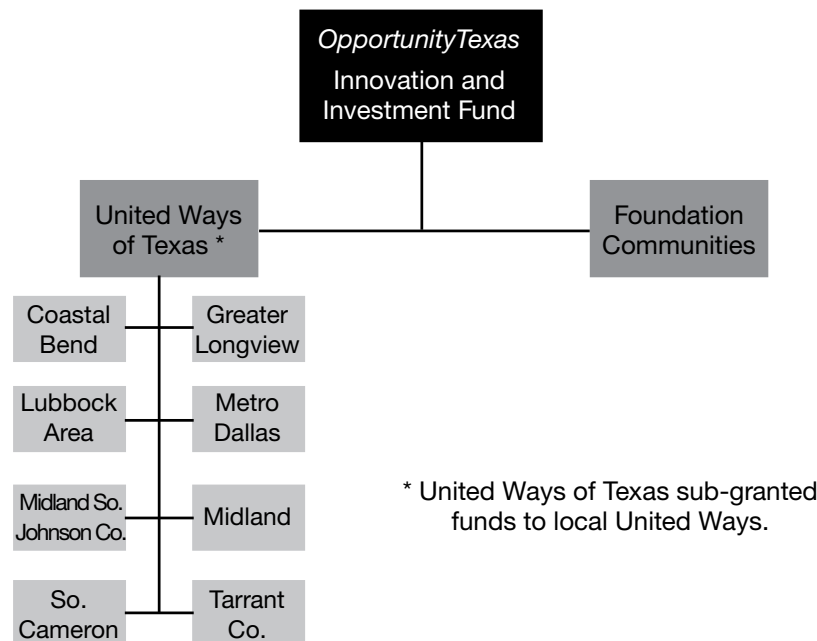 OpportunityTexas
Innovation and
Investment Fund
United Ways
of Texas *
Foundation
Communities
Coastal
Bend
Greater
Longview
Lubbock
Area
Metro
Dallas
Midland So.
Johnson Co.
Midland
So.
Cameron
Tarrant
Co.
* United Ways of Texas sub-granted
funds to local United Ways.